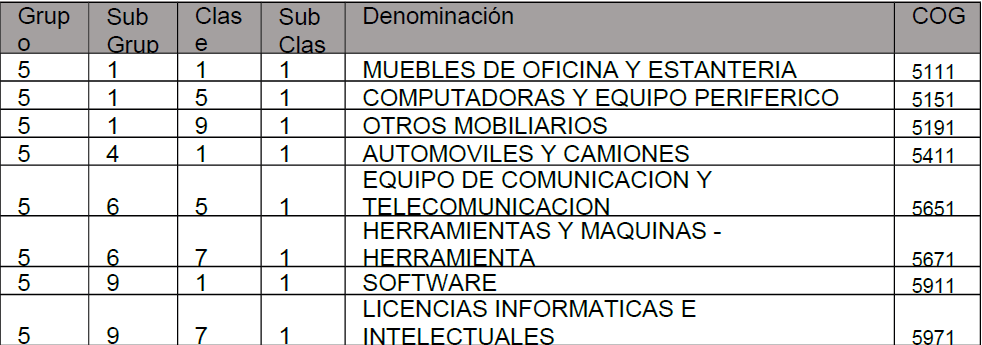 Grupo Sub Grup Clase Sub Clas Denominación COG
5 1 1 1 MUEBLES DE OFICINA Y ESTANTERIA 5111
5 1 5 1 COMPUTADORAS Y EQUIPO PERIFERICO 5151
5 1 9 1 OTROS MOBILIARIOS 5191
5 4 1 1 AUTOMOVILES Y CAMIONES 5411
EQUIPO DE COMUNICACION Y
5 6 5 1 TELECOMUNICACION 5651
HERRAMIENTAS Y MAQUINAS -
5 6 7 1 HERRAMIENTA 5671
5 9 1 1 SOFTWARE 5911
LICENCIAS INFORMATICAS E
5 9 7 1 INTELECTUALES 5971